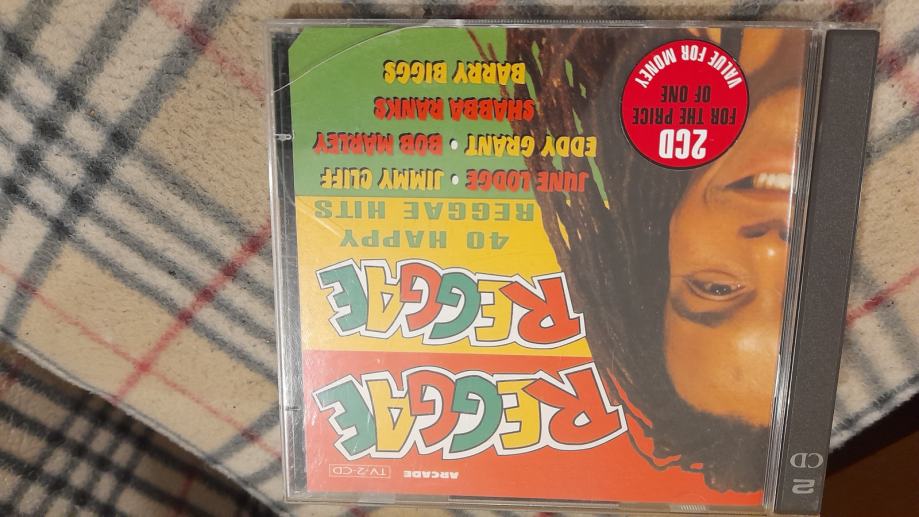 ARCADE TV-2-CD
REGGAE
REGGAE
40 HAPPY
REGGAE HITS
JUNE LODGE • JIMMY CLIFF
EDDY GRANT • BOB MARLEY
SHABBA RANKS
BARRY BIGGS
2CD
FOR THE PRICE
OF ONE
VALUE FOR MONEY
2 CD